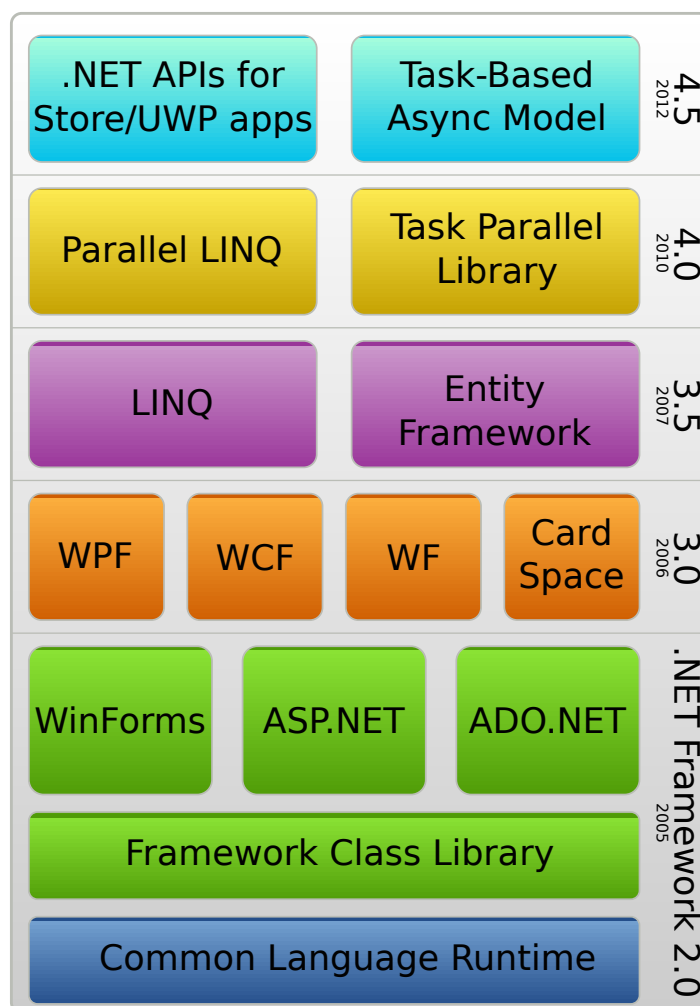 .NET APIs for
Store/UWP apps
Task-Based
Async Model
4.5
2012
Parallel LINQ
Task Parallel
Library
4.0
2010
LINQ
Entity
Framework
3.5
2007
WPF
WCF
WF
Card
Space
3.0
2006
WinForms
ASP.NET
ADO.NET
Framework Class Library
Common Language Runtime
.NET Framework 2.0
2005